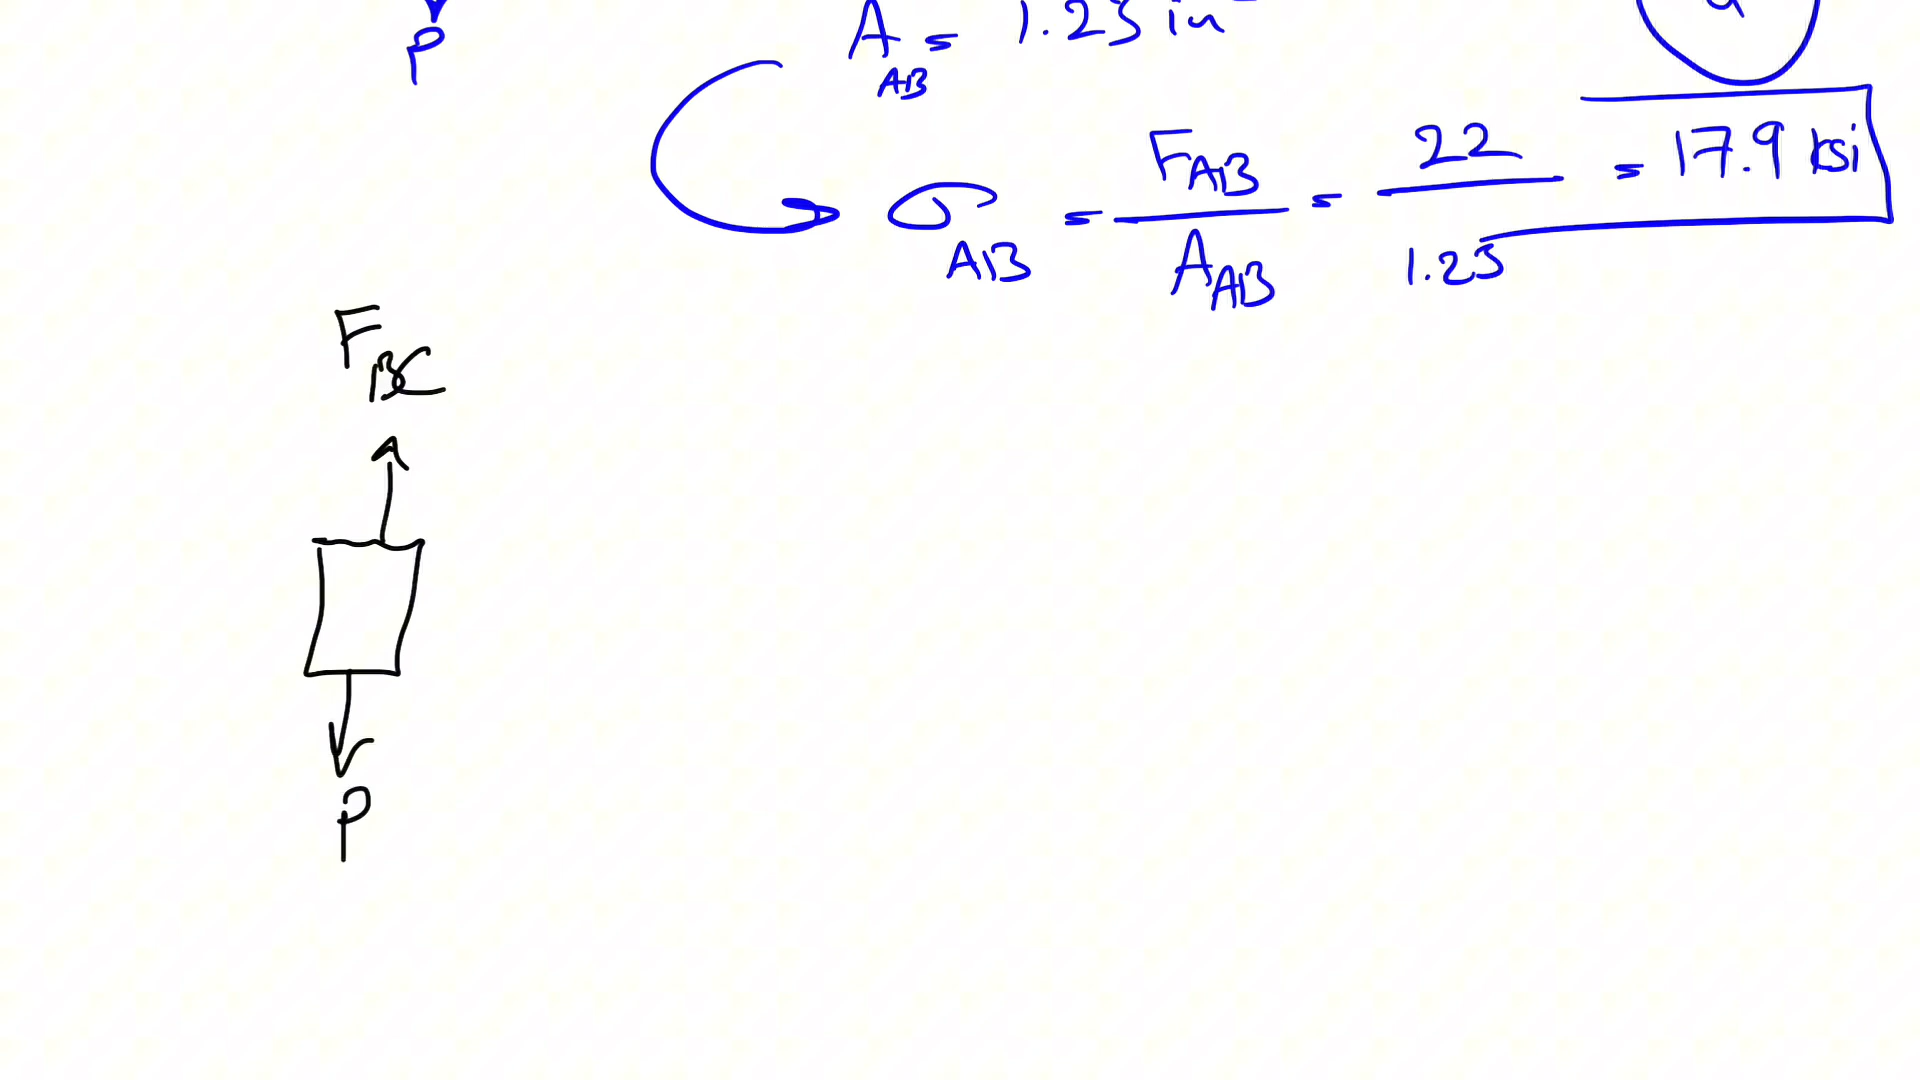 P
A_AB = 1.23 in
σ_AB = F_AB / A_AB = 22 / 1.23 = 17.9 ksi
F_BC
P